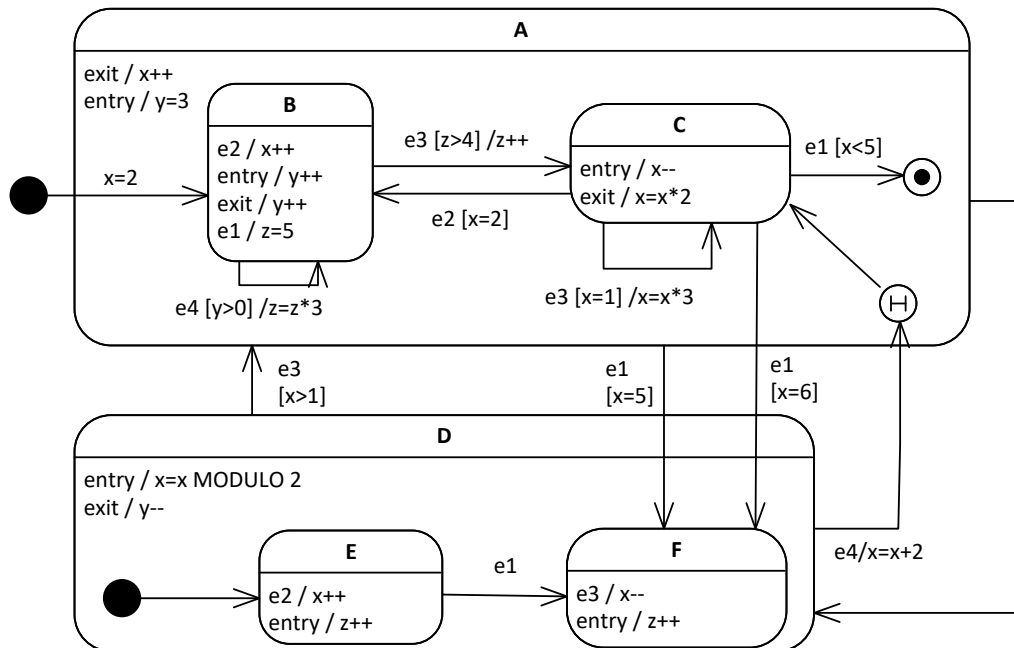 A
exit / x++
entry / y=3
B
e2 / x++
entry / y++
exit / y++
e1 / z=5
x=2
e3 [z>4] /z++
e2 [x=2]
C
entry / x--
exit / x=x*2
e1 [x<5]
e4 [y>0] /z=z*3
e3 [x=1] /x=x*3
H
e3
[x>1]
e1
[x=5]
e1
[x=6]
D
entry / x=x MODULO 2
exit / y--
E
e2 / x++
entry / z++
e1
F
e3 / x--
entry / z++
e4/x=x+2